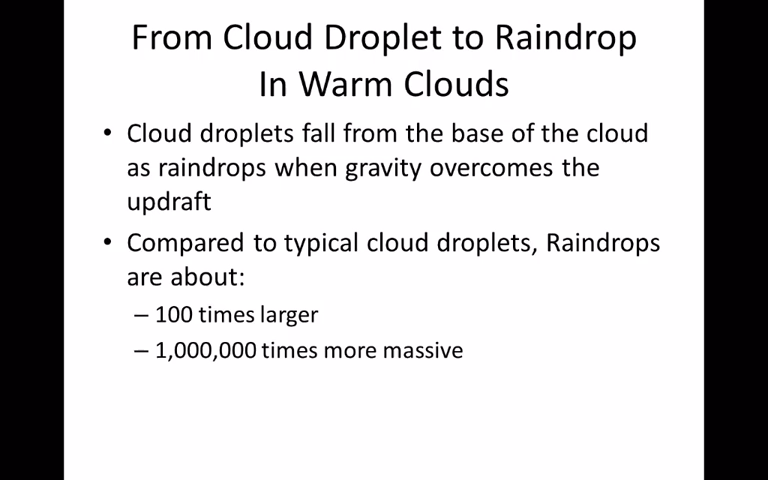 From Cloud Droplet to Raindrop
In Warm Clouds
• Cloud droplets fall from the base of the cloud
as raindrops when gravity overcomes the
updraft
• Compared to typical cloud droplets, Raindrops
are about:
– 100 times larger
– 1,000,000 times more massive